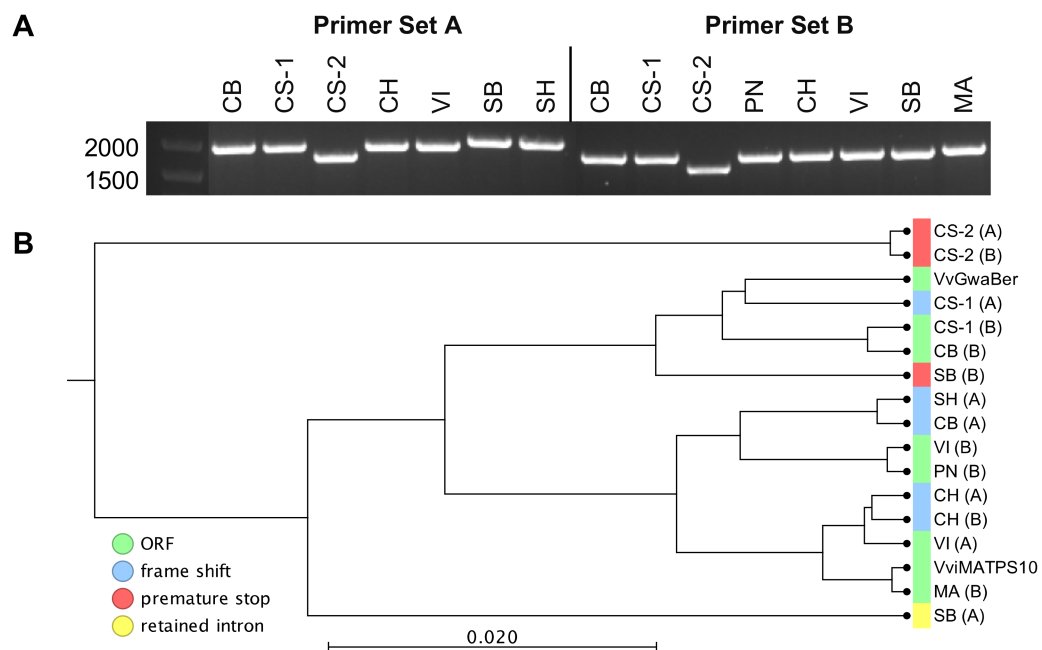 A
Primer Set A
Primer Set B
CB
CS-1
CS-2
CH
VI
SB
SH
CB
CS-1
CS-2
PN
CH
VI
SB
MA
2000
1500
B
CS-2 (A)
CS-2 (B)
VvGwaBer
CS-1 (A)
CS-1 (B)
CB (B)
SB (B)
SH (A)
CB (A)
VI (B)
PN (B)
CH (A)
CH (B)
VI (A)
VviMATPS10
MA (B)
SB (A)
ORF
frame shift
premature stop
retained intron
0.020